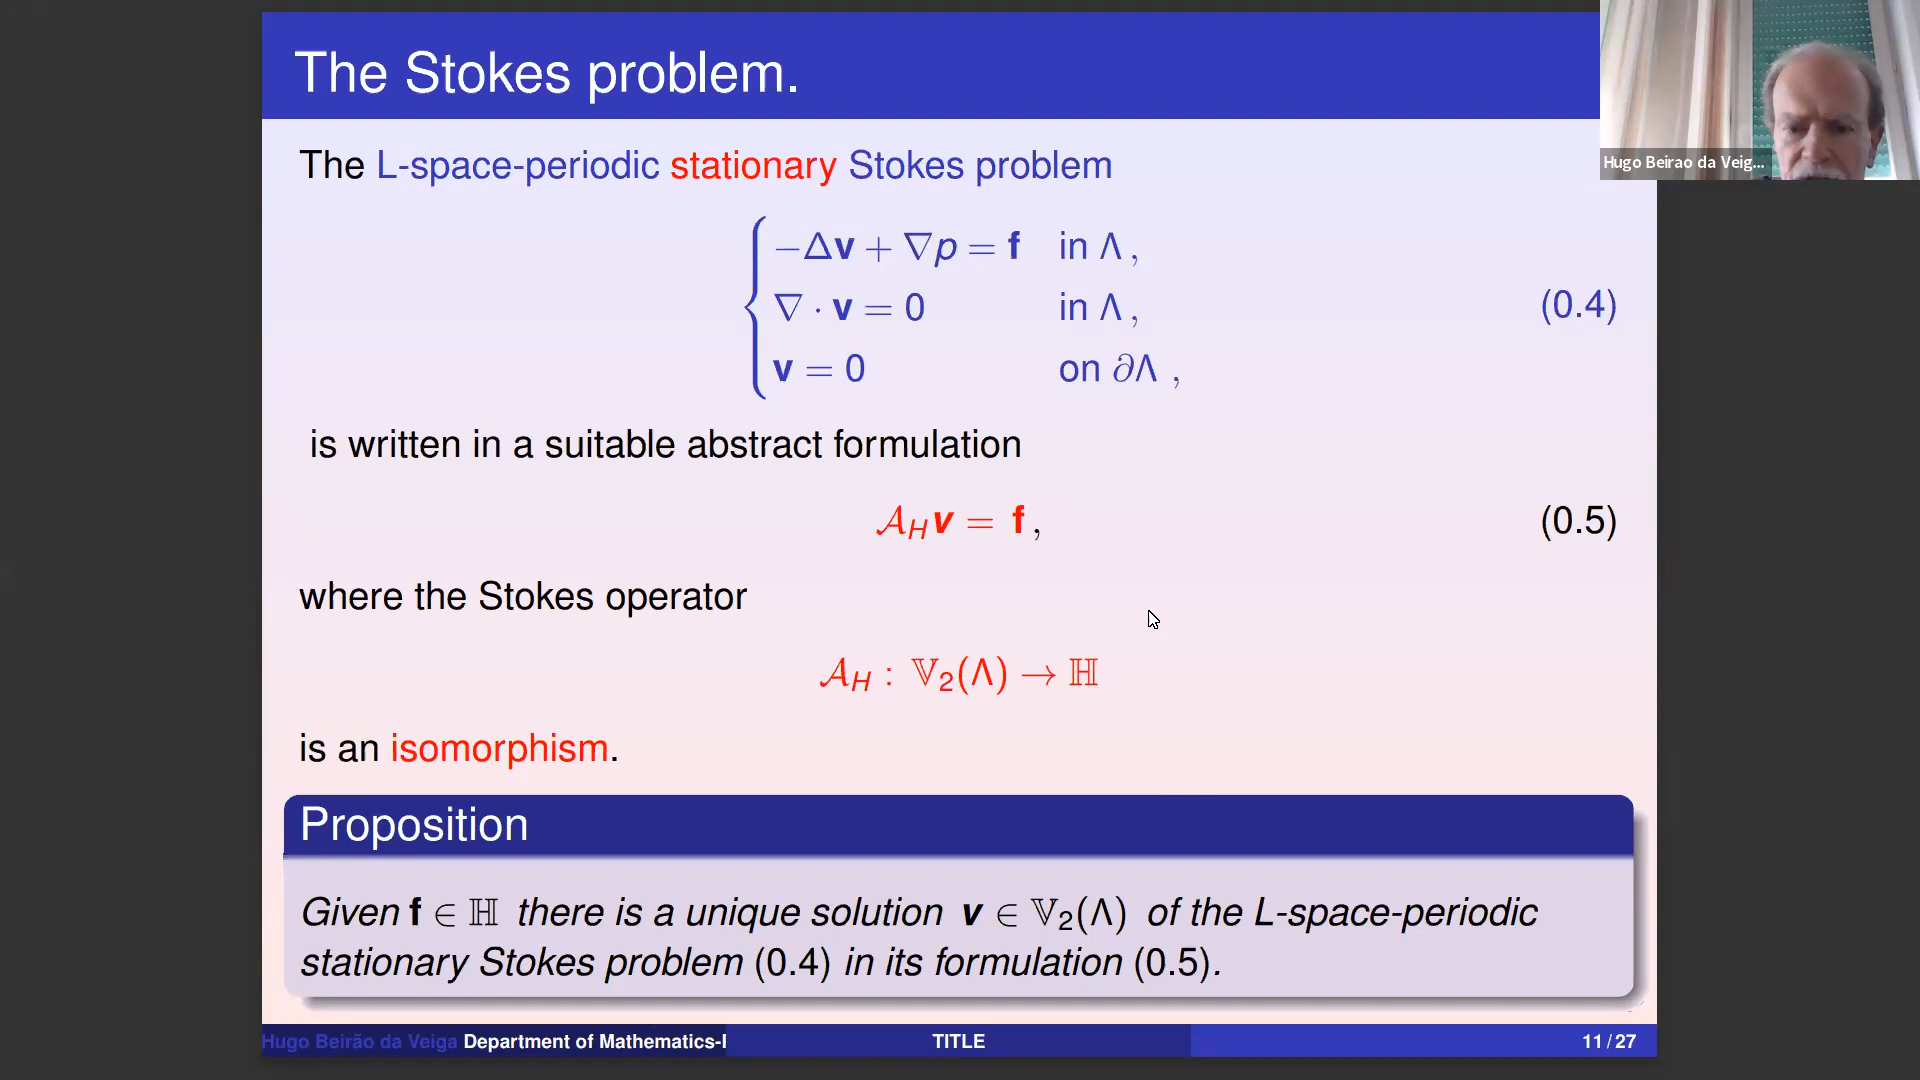 The Stokes problem.
Hugo Beirao da Veig...
The L-space-periodic stationary Stokes problem
−Δv + ∇p = f in Λ ,
∇ · v = 0 in Λ ,
(0.4)
v = 0 on ∂Λ ,
is written in a suitable abstract formulation
𝒜_H v = f , (0.5)
where the Stokes operator
𝒜_H : 𝕍₂(Λ) → ℍ
is an isomorphism.
Proposition
Given f ∈ ℍ there is a unique solution v ∈ 𝕍₂(Λ) of the L-space-periodic
stationary Stokes problem (0.4) in its formulation (0.5).
Hugo Beirão da Veiga Department of Mathematics-I TITLE 11 / 27